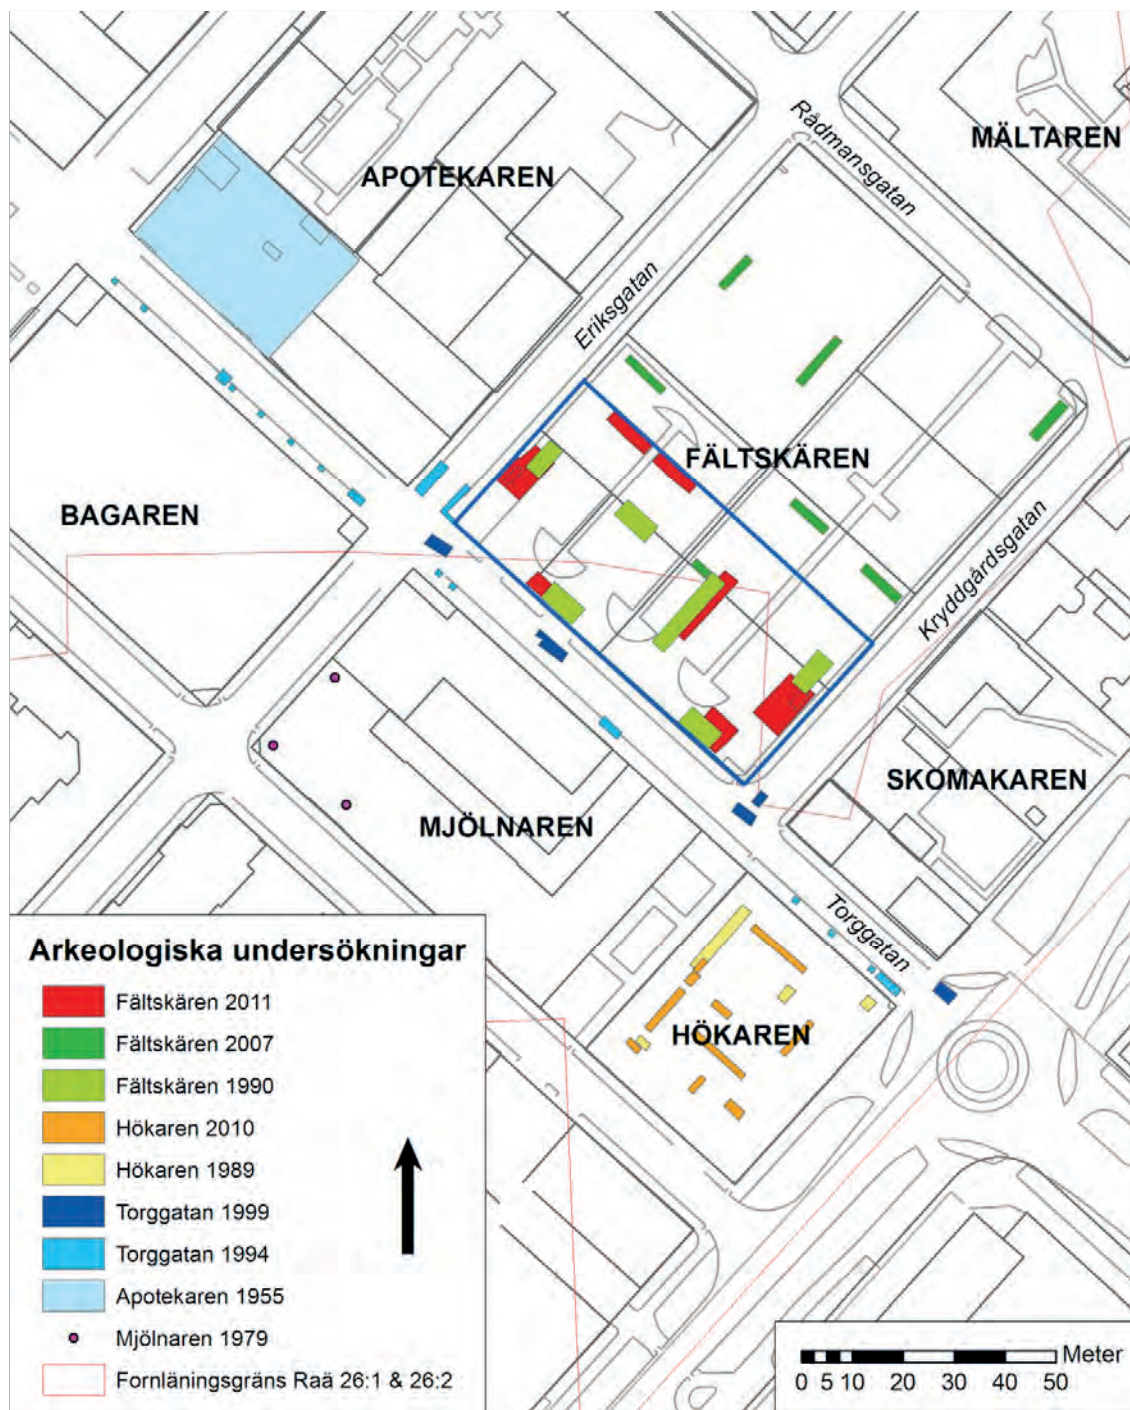 Rådmansgatan
MÄLTAREN
APOTEKAREN
Eriksgatan
FÄLTSKÄREN
BAGAREN
Kryddgårdsgatan
SKOMAKAREN
MJÖLNAREN
Torggatan
HÖKAREN
Arkeologiska undersökningar
Fältskären 2011
Fältskären 2007
Fältskären 1990
Hökaren 2010
Hökaren 1989
Torggatan 1999
Torggatan 1994
Apotekaren 1955
Mjölnaren 1979
Fornläningsgräns Raä 26:1 & 26:2
Meter
0 5 10 20 30 40 50